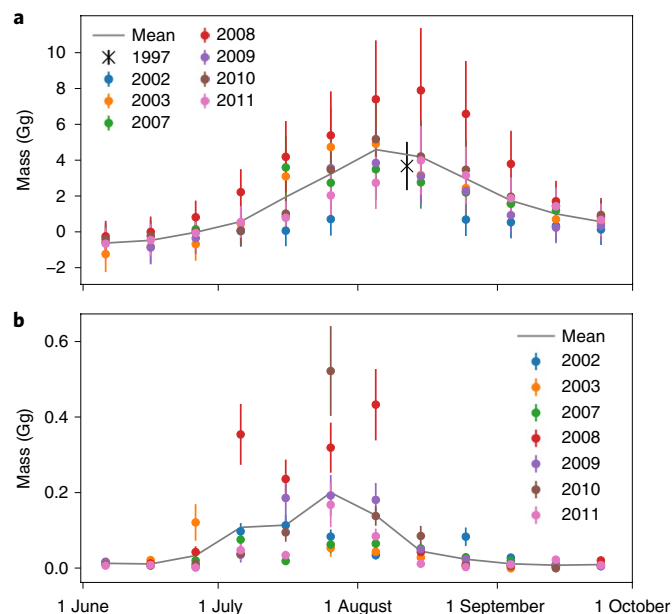 a
Mean
1997
2002
2003
2007
2008
2009
2010
2011
Mass (Gg)
10
8
6
4
2
0
−2
b
Mean
2002
2003
2007
2008
2009
2010
2011
Mass (Gg)
0.6
0.4
0.2
0.0
1 June
1 July
1 August
1 September
1 October